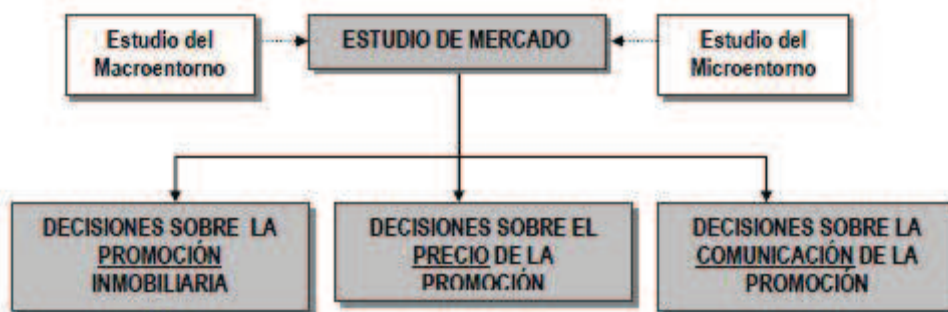 Estudio del
Macroentorno
ESTUDIO DE MERCADO
Estudio del
Microentorno
DECISIONES SOBRE LA
PROMOCIÓN
INMOBILIARIA
DECISIONES SOBRE EL
PRECIO DE LA
PROMOCIÓN
DECISIONES SOBRE LA
COMUNICACIÓN DE LA
PROMOCIÓN